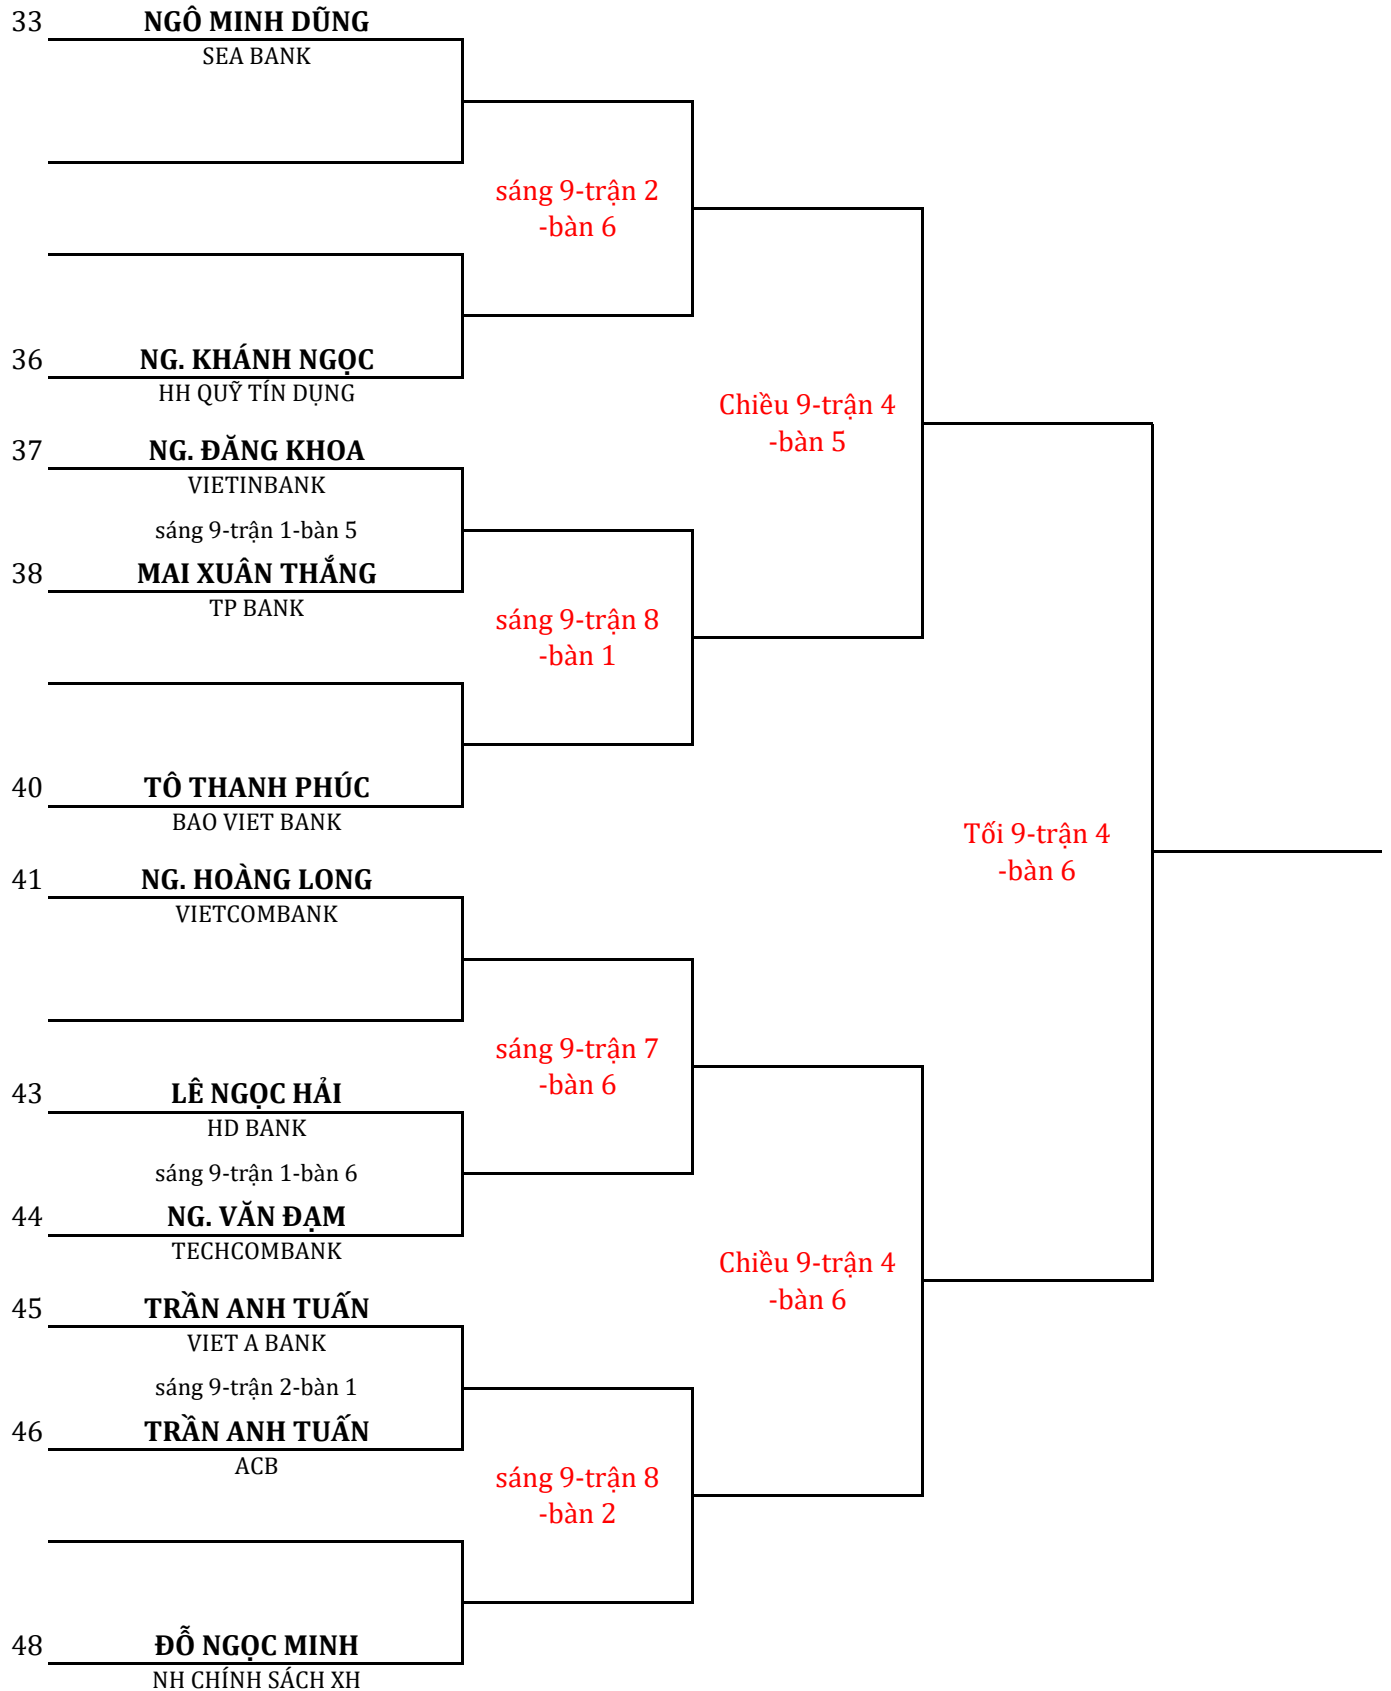 33 NGÔ MINH DŨNG
SEA BANK
sáng 9-trận 2
-bàn 6
36 NG. KHÁNH NGỌC
HH QUỸ TÍN DỤNG
Chiều 9-trận 4
-bàn 5
37 NG. ĐĂNG KHOA
VIETINBANK
sáng 9-trận 1-bàn 5
38 MAI XUÂN THẮNG
TP BANK
sáng 9-trận 8
-bàn 1
40 TÔ THANH PHÚC
BAO VIET BANK
Tối 9-trận 4
-bàn 6
41 NG. HOÀNG LONG
VIETCOMBANK
sáng 9-trận 7
-bàn 6
43 LÊ NGỌC HẢI
HD BANK
sáng 9-trận 1-bàn 6
44 NG. VĂN ĐẠM
TECHCOMBANK
Chiều 9-trận 4
-bàn 6
45 TRẦN ANH TUẤN
VIET A BANK
sáng 9-trận 2-bàn 1
46 TRẦN ANH TUẤN
ACB
sáng 9-trận 8
-bàn 2
48 ĐỖ NGỌC MINH
NH CHÍNH SÁCH XH